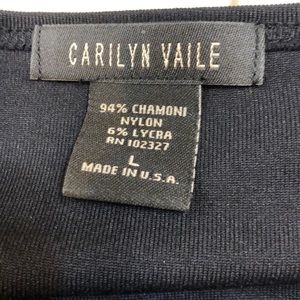 CARILYN VAILE
94% CHAMONI
NYLON
6% LYCRA
RN 102327
L
MADE IN U.S.A.